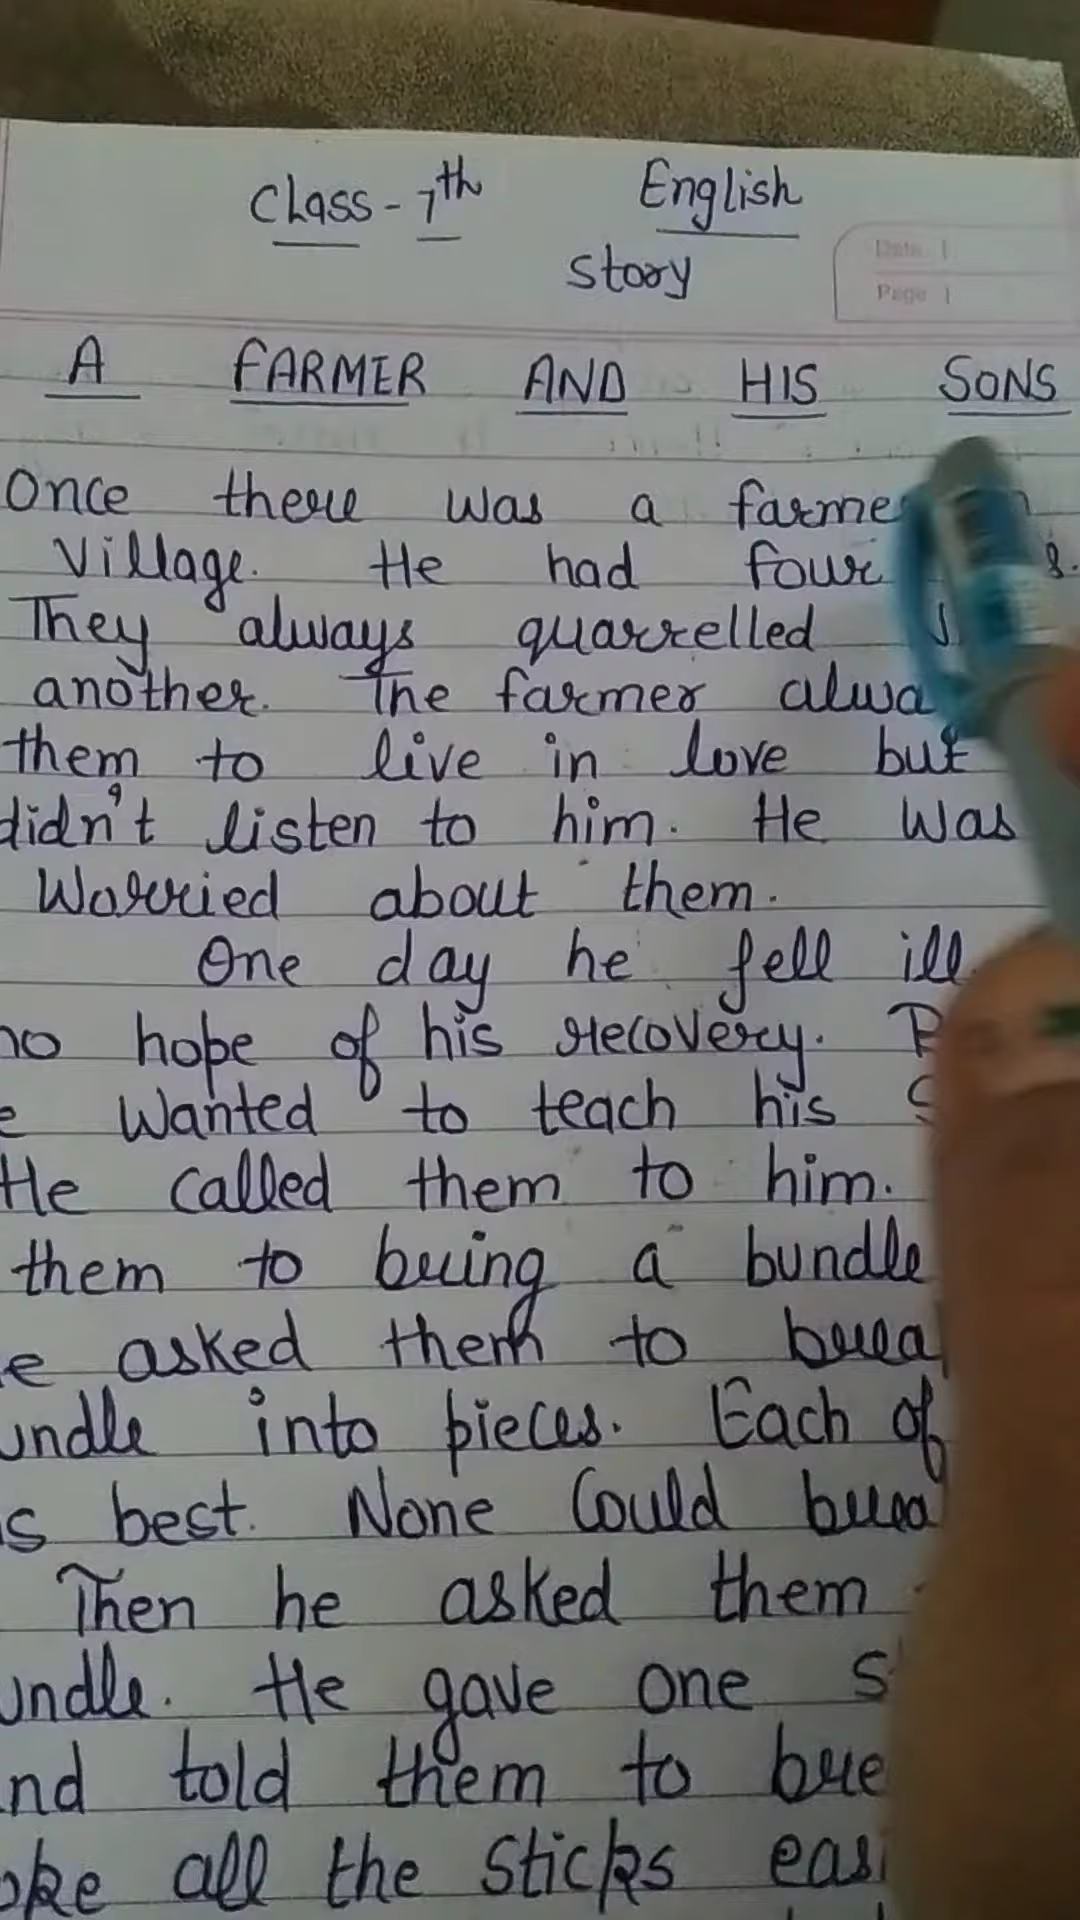 Class - 7th English
Story
Date
Page
A FARMER AND HIS SONS
Once there was a farme
village. He had four
They always quarrelled
another. The farmer alwa
them to live in love but
didn't listen to him. He was
Worried about them.
One day he fell ill
no hope of his recovery.
Wanted to teach his
He called them to him.
them to bring a bundle
e asked them to brea
undle into pieces. Each of
s best. None Could brea
Then he asked them
undle. He gave one s
nd told them to bre
oke all the sticks easi